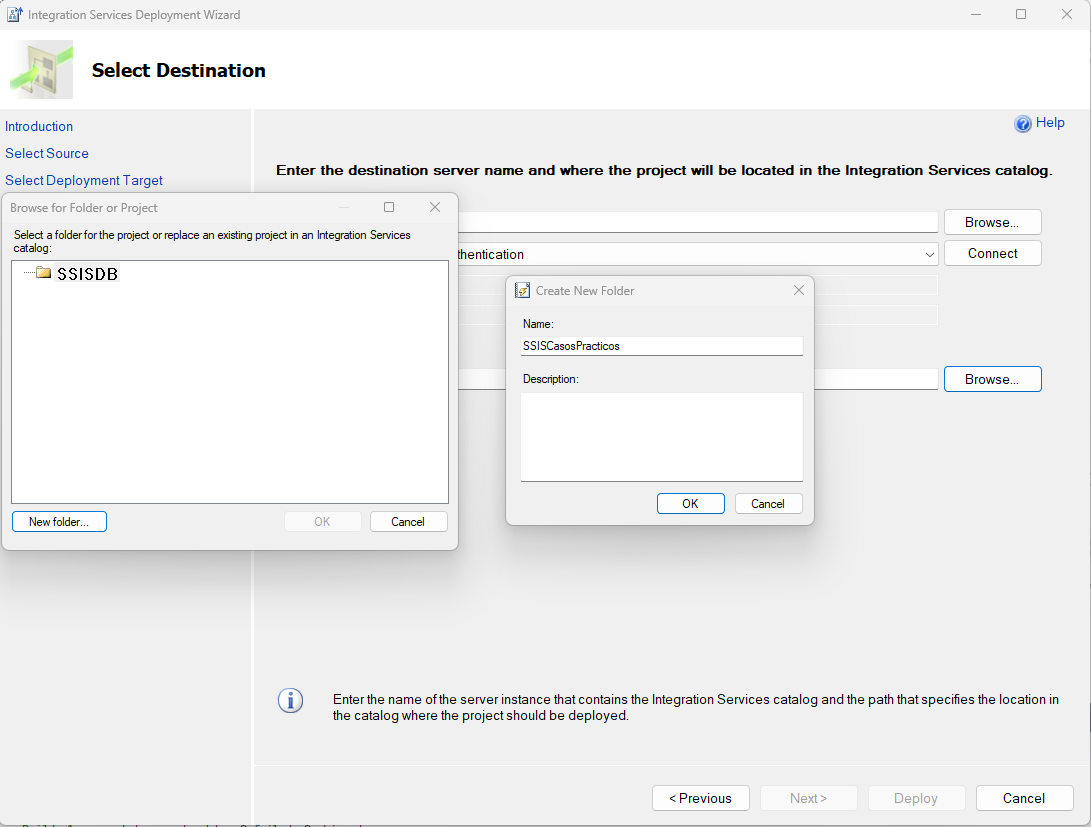 Integration Services Deployment Wizard
Select Destination
Introduction
Select Source
Select Deployment Target
Help
Enter the destination server name and where the project will be located in the Integration Services catalog.
Browse...
thentication
Connect
Browse...
Browse for Folder or Project
Select a folder for the project or replace an existing project in an Integration Services
catalog:
SSISDB
New folder...
OK
Cancel
Create New Folder
Name:
SSISCasosPracticos
Description:
OK
Cancel
Enter the name of the server instance that contains the Integration Services catalog and the path that specifies the location in
the catalog where the project should be deployed.
< Previous
Next >
Deploy
Cancel